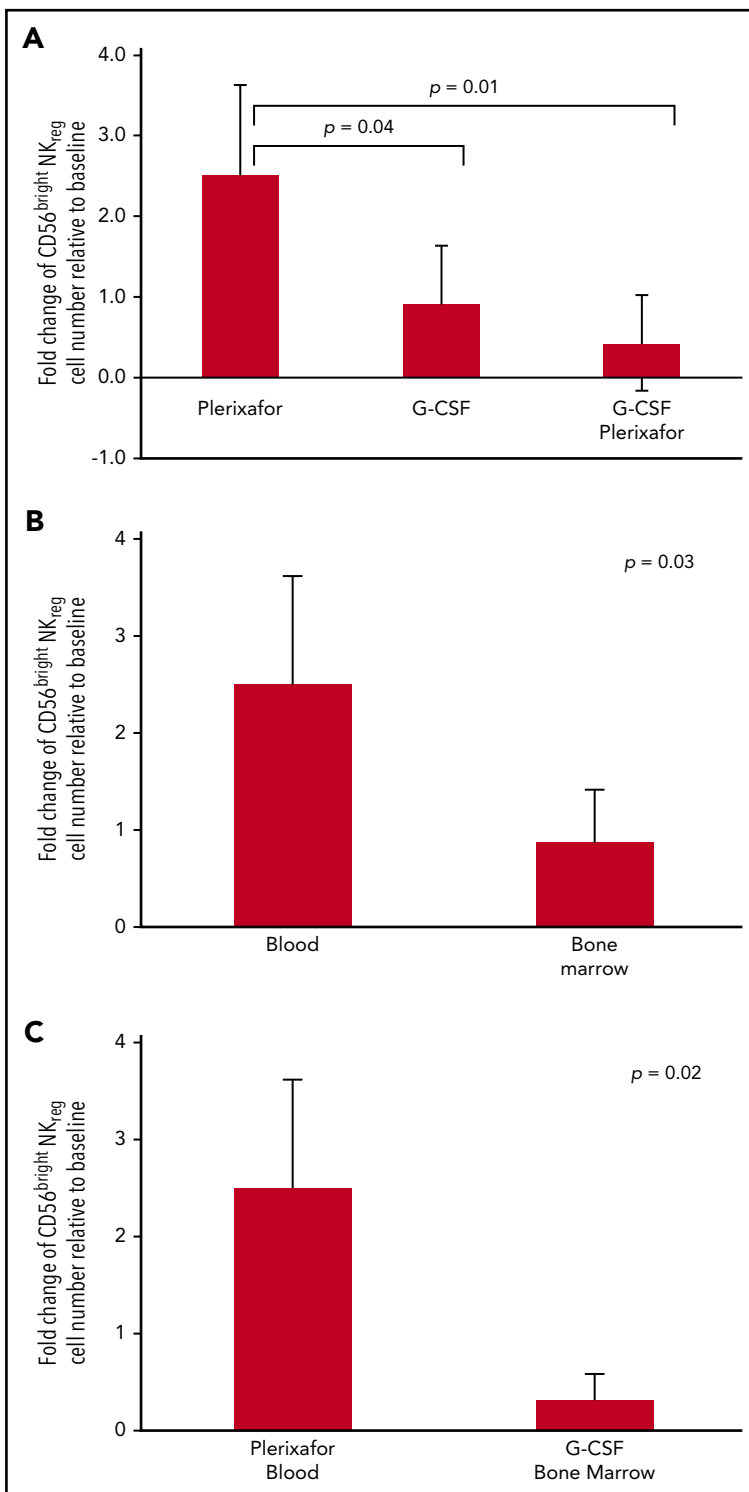 A
Fold change of CD56bright NKreg
cell number relative to baseline
4.0
3.0
2.0
1.0
0.0
-1.0
p = 0.01
p = 0.04
Plerixafor
G-CSF
G-CSF
Plerixafor
B
Fold change of CD56bright NKreg
cell number relative to baseline
4
3
2
1
0
p = 0.03
Blood
Bone
marrow
C
Fold change of CD56bright NKreg
cell number relative to baseline
4
3
2
1
0
p = 0.02
Plerixafor
Blood
G-CSF
Bone Marrow